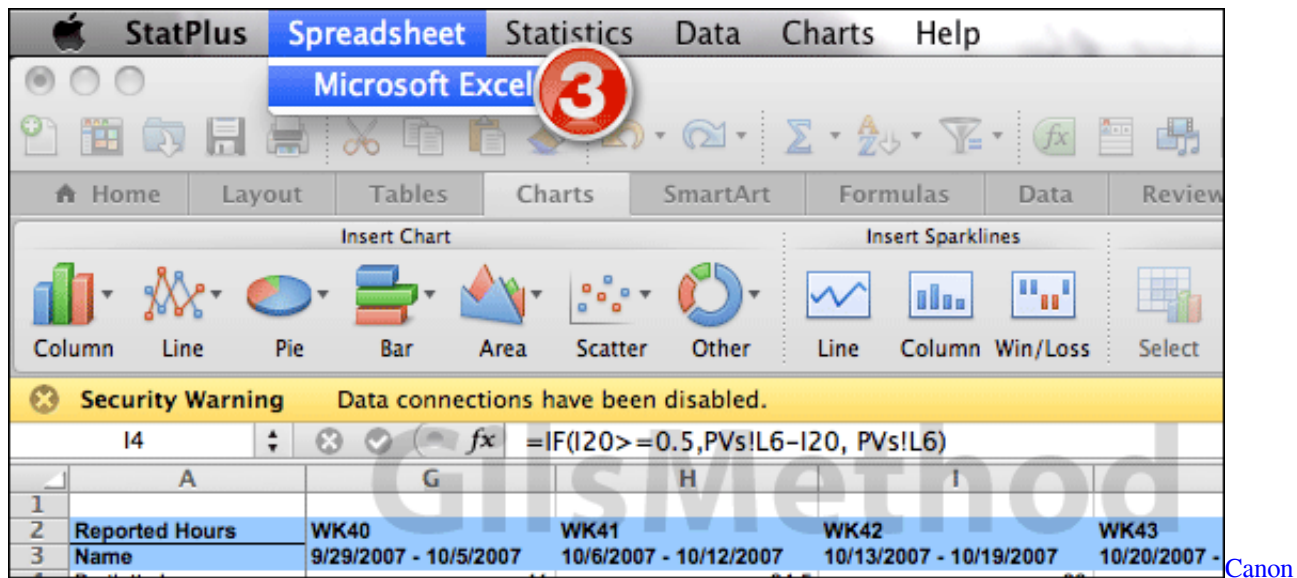 StatPlus Spreadsheet Statistics Data Charts Help
Microsoft Excel
3
Home Layout Tables Charts SmartArt Formulas Data Review
Insert Chart Insert Sparklines
Column Line Pie Bar Area Scatter Other Line Column Win/Loss Select
Security Warning Data connections have been disabled.
I4 fx =IF(I20>=0.5,PVs!L6-I20, PVs!L6)
GilsMethod
A G H I
1
2 Reported Hours WK40 WK41 WK42 WK43
3 Name 9/29/2007 - 10/5/2007 10/6/2007 - 10/12/2007 10/13/2007 - 10/19/2007 10/20/2007 -
Canon